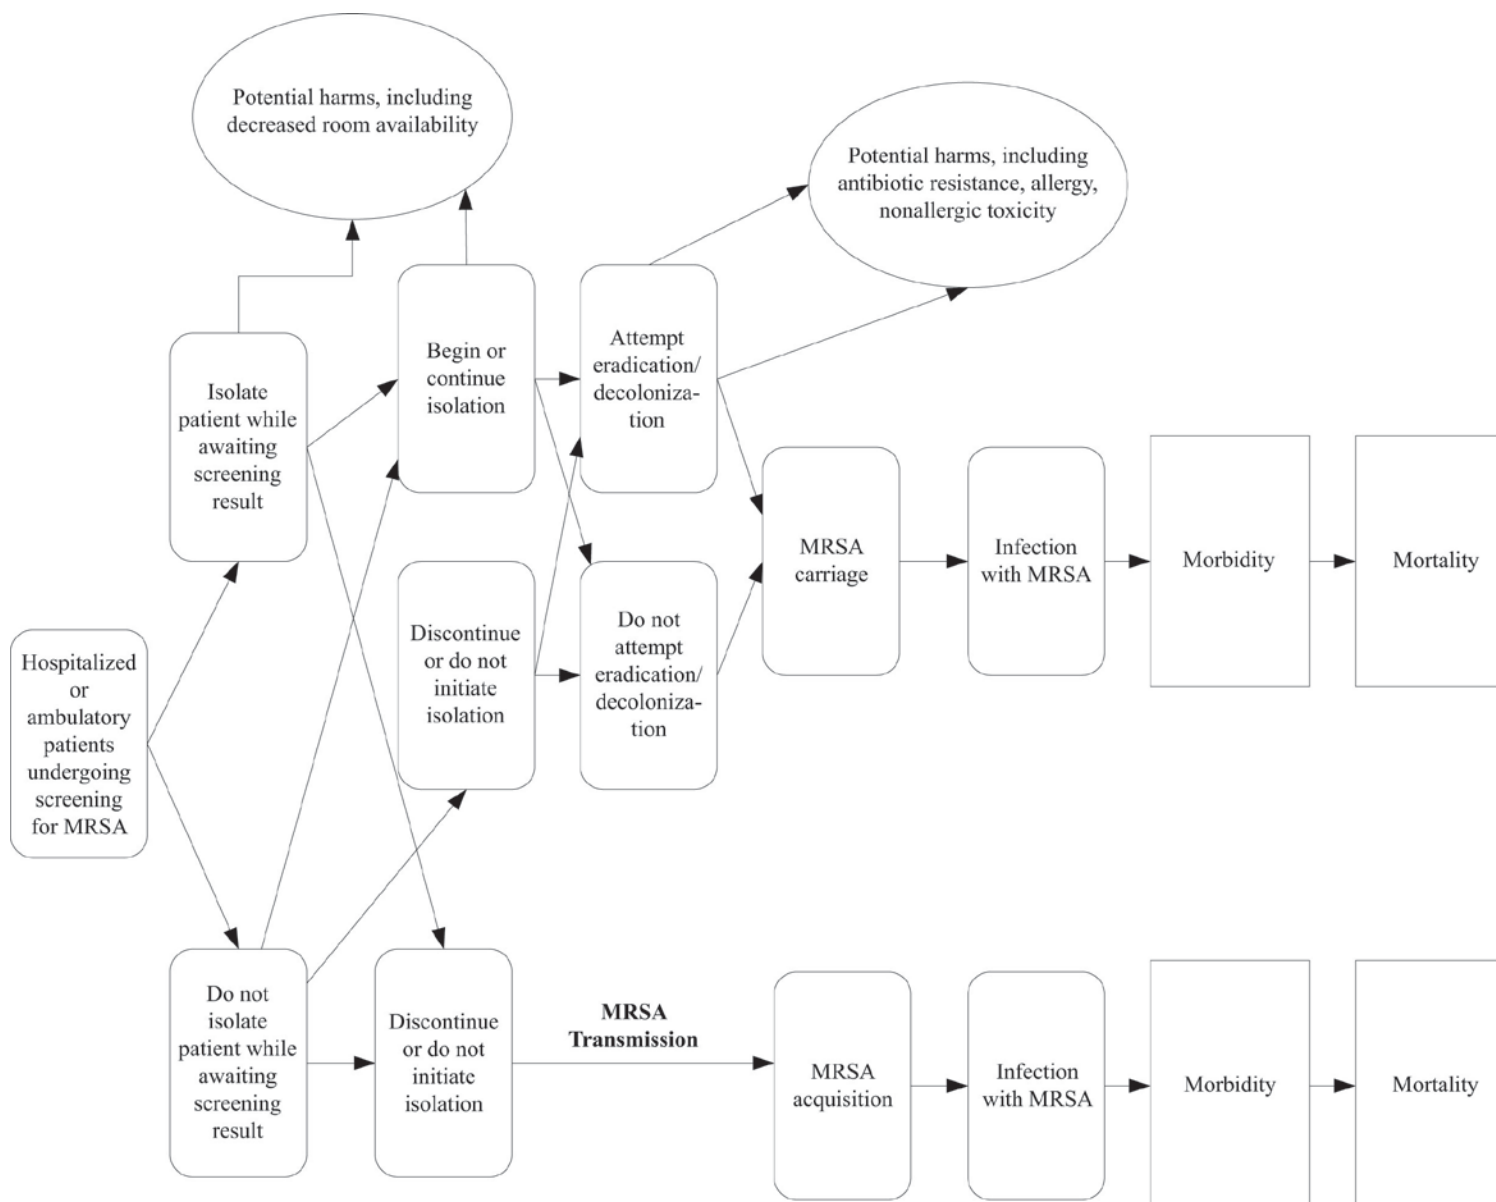 Potential harms, including
decreased room availability
Potential harms, including
antibiotic resistance, allergy,
nonallergic toxicity
Isolate
patient while
awaiting
screening
result
Begin or
continue
isolation
Attempt
eradication/
decoloniza-
tion
Hospitalized
or
ambulatory
patients
undergoing
screening
for MRSA
Discontinue
or do not
initiate
isolation
Do not
attempt
eradication/
decoloniza-
tion
MRSA
carriage
Infection
with MRSA
Morbidity
Mortality
Do not
isolate
patient while
awaiting
screening
result
Discontinue
or do not
initiate
isolation
MRSA
Transmission
MRSA
acquisition
Infection
with MRSA
Morbidity
Mortality